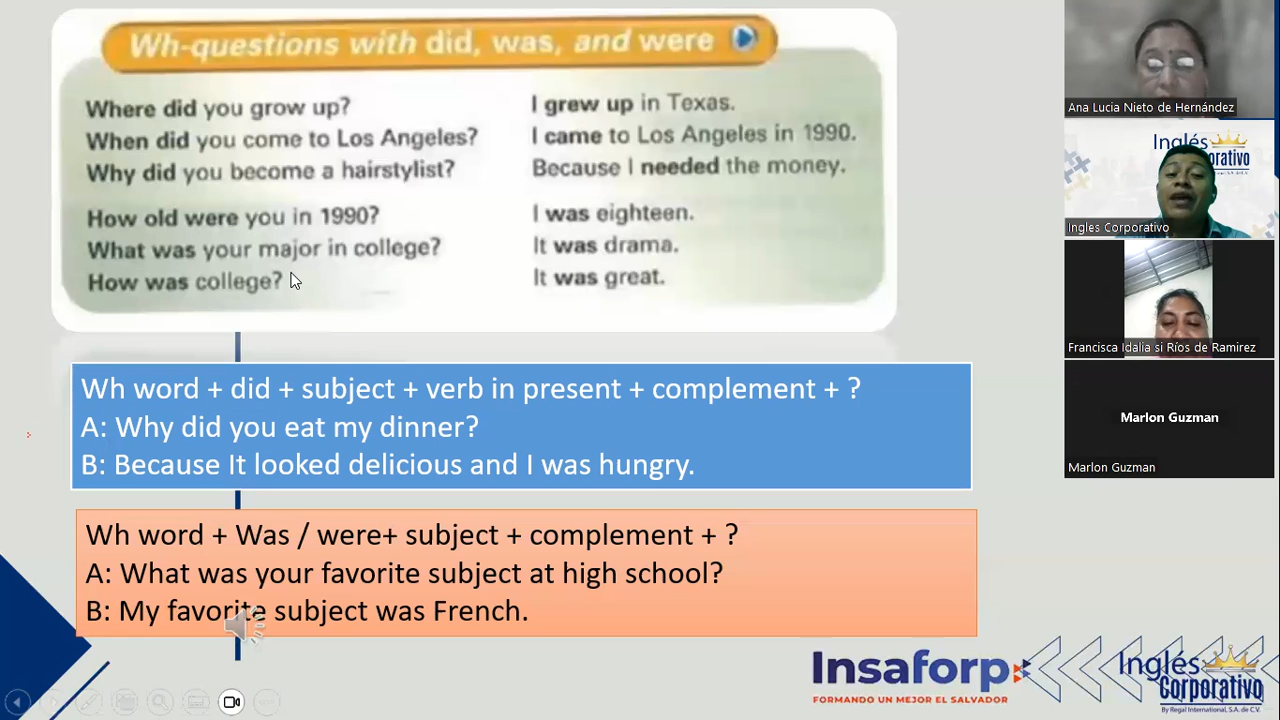 Wh-questions with did, was, and were
Where did you grow up? I grew up in Texas.
When did you come to Los Angeles? I came to Los Angeles in 1990.
Why did you become a hairstylist? Because I needed the money.
How old were you in 1990? I was eighteen.
What was your major in college? It was drama.
How was college? It was great.
Wh word + did + subject + verb in present + complement + ?
A: Why did you eat my dinner?
B: Because It looked delicious and I was hungry.
Wh word + Was / were+ subject + complement + ?
A: What was your favorite subject at high school?
B: My favorite subject was French.
Insaforp
FORMANDO UN MEJOR EL SALVADOR
Inglés
Corporativo
By Regal International, S.A. de C.V.
Ana Lucia Nieto de Hernández
Inglés
Ingles Corporativo
Francisca Idalia si Ríos de Ramirez
Marlon Guzman
Marlon Guzman